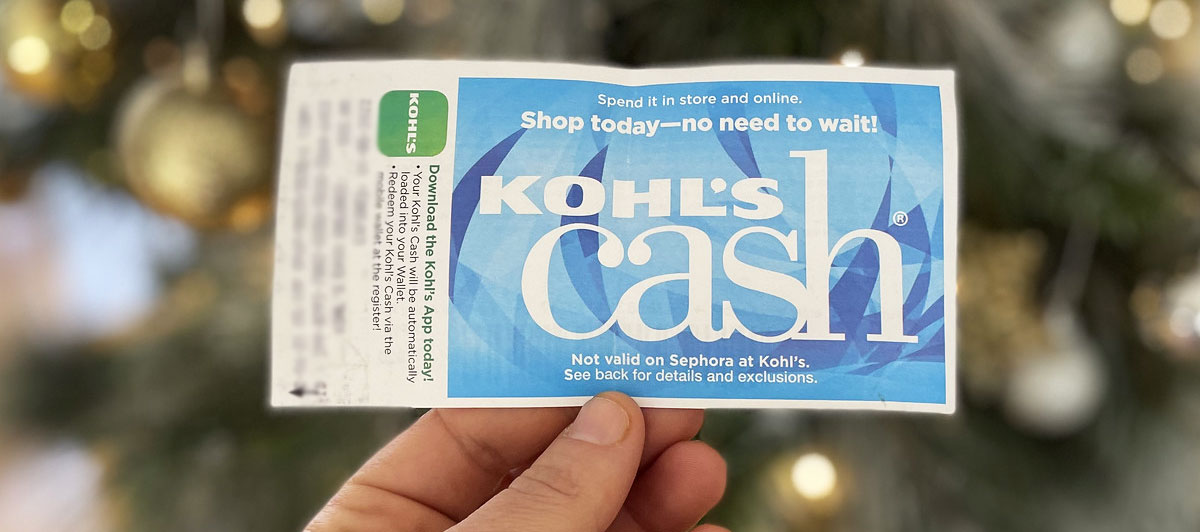 Spend it in store and online.
Shop today—no need to wait!
KOHL'S
cash®
Not valid on Sephora at Kohl's.
See back for details and exclusions.
KOHL'S
Download the Kohl's App today!
• Your Kohl's Cash will be automatically
loaded into your Wallet.
• Redeem your Kohl's Cash via the
mobile wallet at the register!